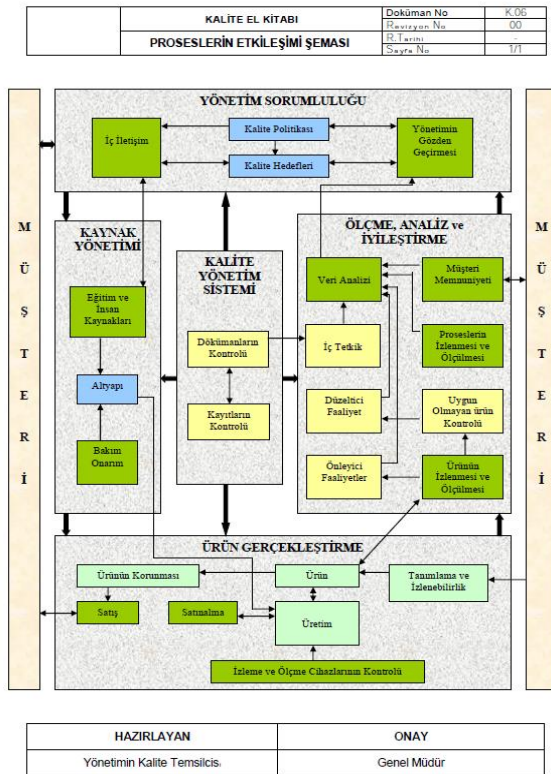 KALİTE EL KİTABI
PROSESLERİN ETKİLEŞİMİ ŞEMASI
Doküman No K.06
Revizyon No 00
R.Tarihi -
Sayfa No 1/1
MÜŞTERİ
YÖNETİM SORUMLULUĞU
İç İletişim
Kalite Politikası
Kalite Hedefleri
Yönetimin
Gözden
Geçirmesi
KAYNAK
YÖNETİMİ
Eğitim ve
İnsan
Kaynakları
Altyapı
Bakım
Onarım
KALİTE
YÖNETİM
SİSTEMİ
Dökümanların
Kontrolü
Kayıtların
Kontrolü
ÖLÇME, ANALİZ ve
İYİLEŞTİRME
Veri Analizi
Müşteri
Memnuniyeti
İç Tetkik
Proseslerin
İzlenmesi ve
Ölçülmesi
Düzeltici
Faaliyet
Uygun
Olmayan ürün
Kontrolü
Önleyici
Faaliyetler
Ürünün
İzlenmesi ve
Ölçülmesi
MÜŞTERİ
ÜRÜN GERÇEKLEŞTİRME
Ürünün Korunması
Ürün
Tanımlama ve
İzlenebilirlik
Satış
Satınalma
Üretim
İzleme ve Ölçme Cihazlarının Kontrolü
HAZIRLAYAN
ONAY
Yönetimin Kalite Temsilcisi
Genel Müdür